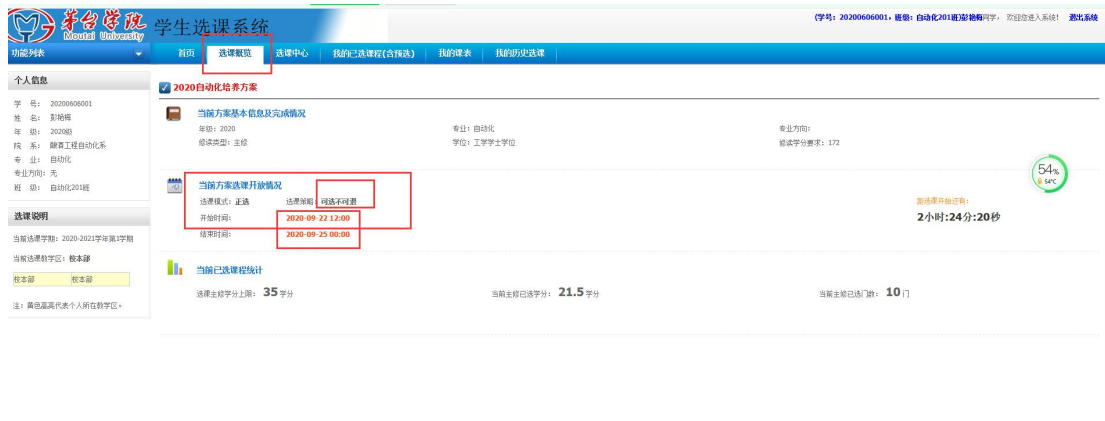 茅台学院
Moutai University
学生选课系统
(学号: 20200606001, 班级: 自动化201班)彭艳梅同学, 欢迎您进入系统! 退出系统
功能列表
首页 选课概览 选课中心 我的已选课程(含预选) 我的课表 我的历史选课
个人信息
学 号: 20200606001
姓 名: 彭艳梅
年 级: 2020级
院 系: 酿酒工程自动化系
专 业: 自动化
专业方向: 无
班 级: 自动化201班
选课说明
当前选课学期: 2020-2021学年第1学期
当前选课教学区: 校本部
校本部 校本部
注: 黄色高亮代表个人所在教学区。
2020自动化培养方案
当前方案基本信息及完成情况
年级: 2020 专业: 自动化 专业方向:
修读类型: 主修 学位: 工学学士学位 修读学分要求: 172
54%
54℃
当前方案选课开放情况
选课模式: 正选 选课策略: 可选不可退
开始时间: 2020-09-22 12:00
结束时间: 2020-09-25 00:00
距选课开始还有:
2小时:24分:20秒
当前已选课程统计
选课主修学分上限: 35 学分 当前主修已选学分: 21.5 学分 当前主修已选门数: 10 门